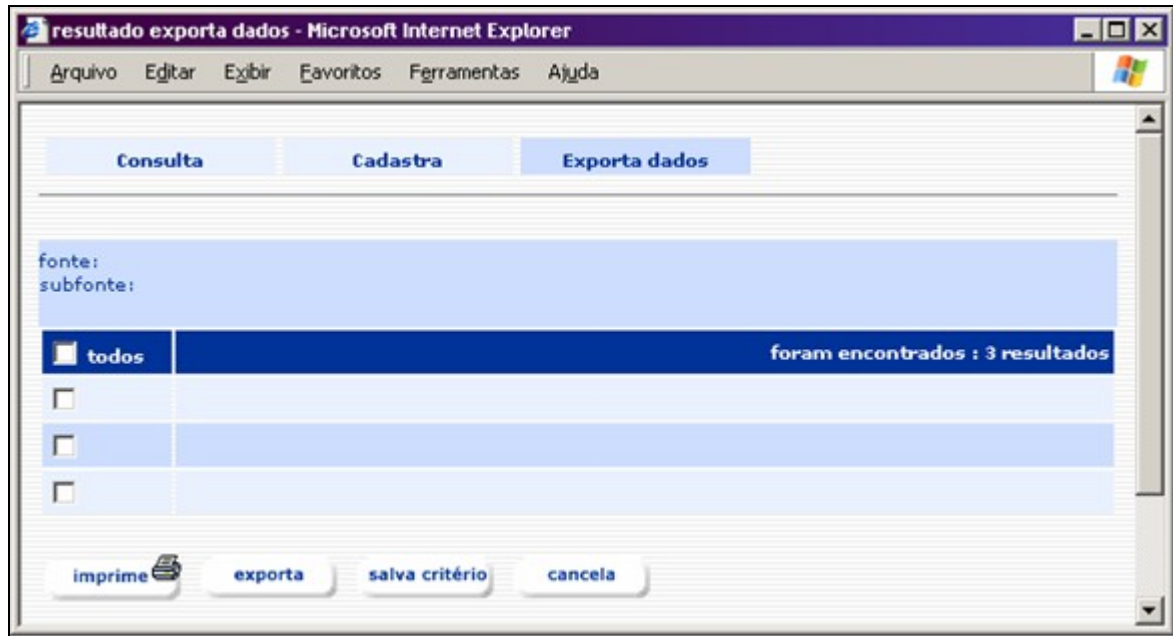 resultado exporta dados - Microsoft Internet Explorer
Arquivo Editar Exibir Favoritos Ferramentas Ajuda
Consulta Cadastra Exporta dados
fonte:
subfonte:
todos foram encontrados : 3 resultados
imprime exporta salva critério cancela